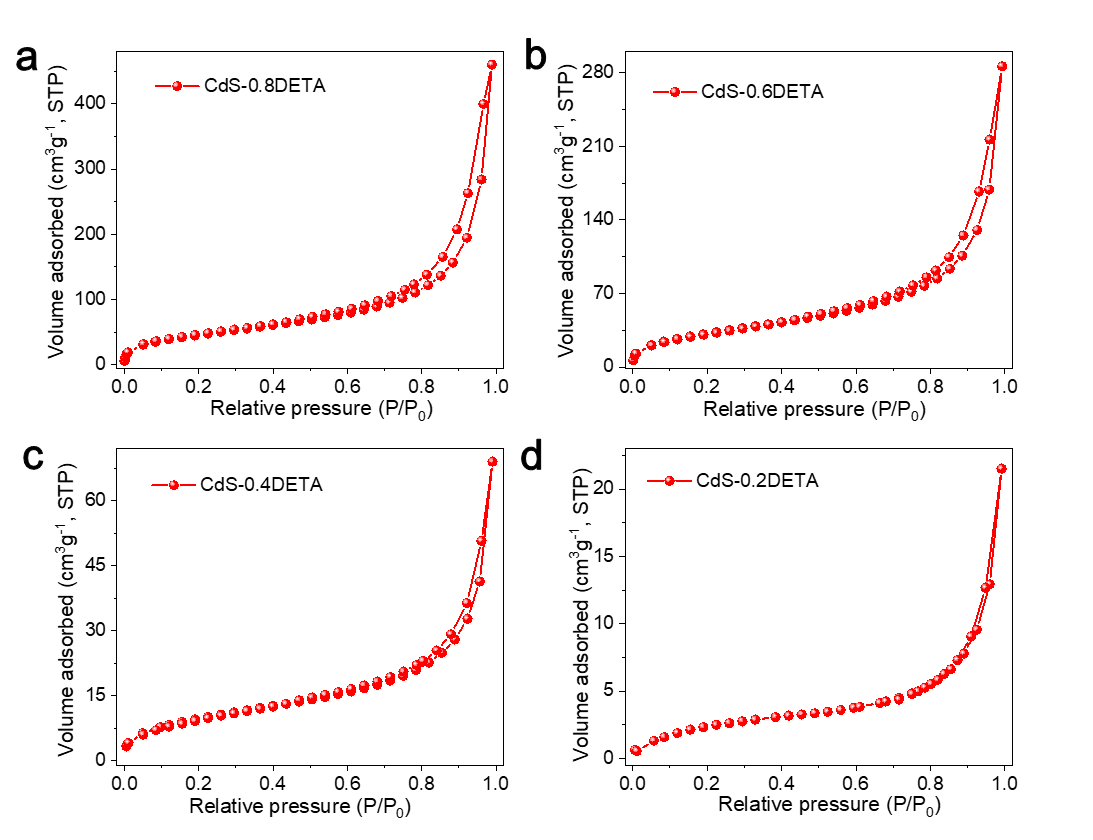 a
CdS-0.8DETA
Volume adsorbed (cm³g⁻¹, STP)
400
300
200
100
0
0.0 0.2 0.4 0.6 0.8 1.0
Relative pressure (P/P₀)
b
CdS-0.6DETA
Volume adsorbed (cm³g⁻¹, STP)
280
210
140
70
0
0.0 0.2 0.4 0.6 0.8 1.0
Relative pressure (P/P₀)
c
CdS-0.4DETA
Volume adsorbed (cm³g⁻¹, STP)
60
45
30
15
0
0.0 0.2 0.4 0.6 0.8 1.0
Relative pressure (P/P₀)
d
CdS-0.2DETA
Volume adsorbed (cm³g⁻¹, STP)
20
15
10
5
0
0.0 0.2 0.4 0.6 0.8 1.0
Relative pressure (P/P₀)